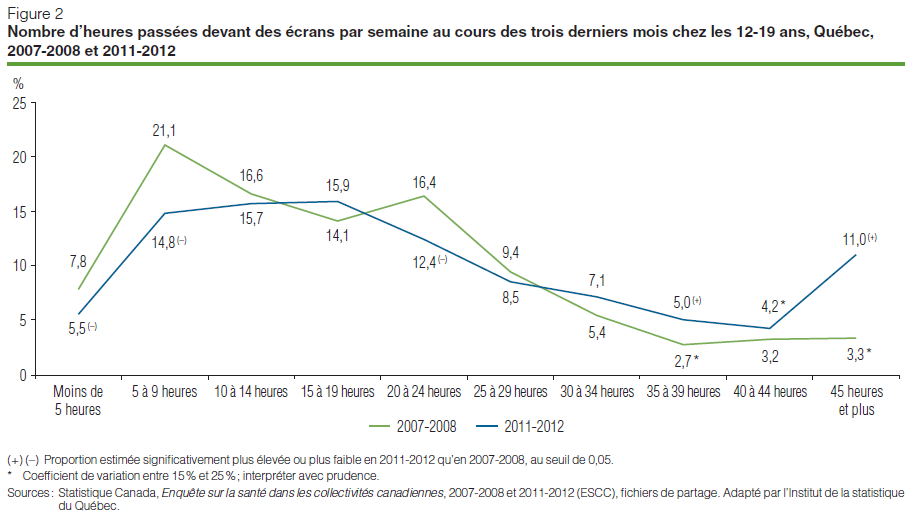 Figure 2
Nombre d’heures passées devant des écrans par semaine au cours des trois derniers mois chez les 12-19 ans, Québec,
2007-2008 et 2011-2012
%
25
20
15
10
5
0
21,1
16,6
15,9
16,4
14,8(–)
15,7
14,1
12,4(–)
11,0(+)
7,8
9,4
7,1
5,0(+)
4,2*
5,5(–)
8,5
5,4
2,7*
3,2
3,3*
Moins de
5 heures
5 à 9 heures
10 à 14 heures
15 à 19 heures
20 à 24 heures
25 à 29 heures
30 à 34 heures
35 à 39 heures
40 à 44 heures
45 heures
et plus
2007-2008
2011-2012
(+) (–) Proportion estimée significativement plus élevée ou plus faible en 2011-2012 qu’en 2007-2008, au seuil de 0,05.
* Coefficient de variation entre 15 % et 25 % ; interpréter avec prudence.
Sources : Statistique Canada, Enquête sur la santé dans les collectivités canadiennes, 2007-2008 et 2011-2012 (ESCC), fichiers de partage. Adapté par l’Institut de la statistique
du Québec.